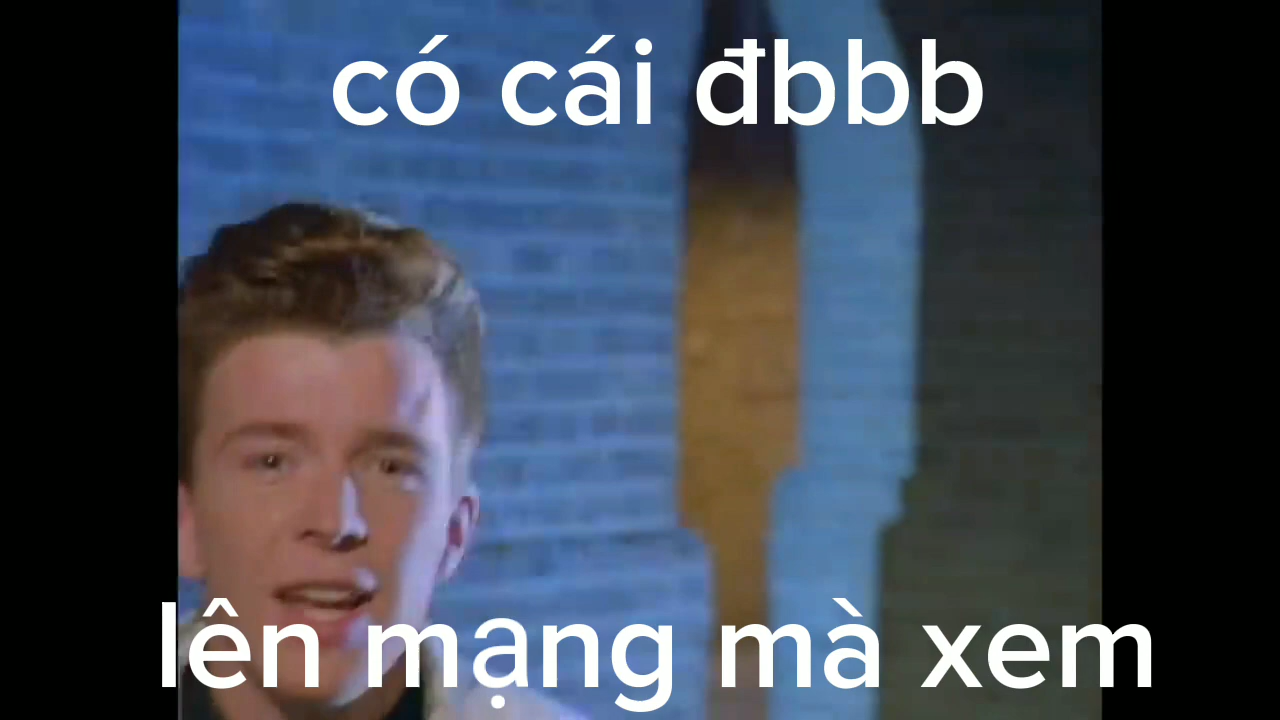 có cái đbbb
lên mạng mà xem